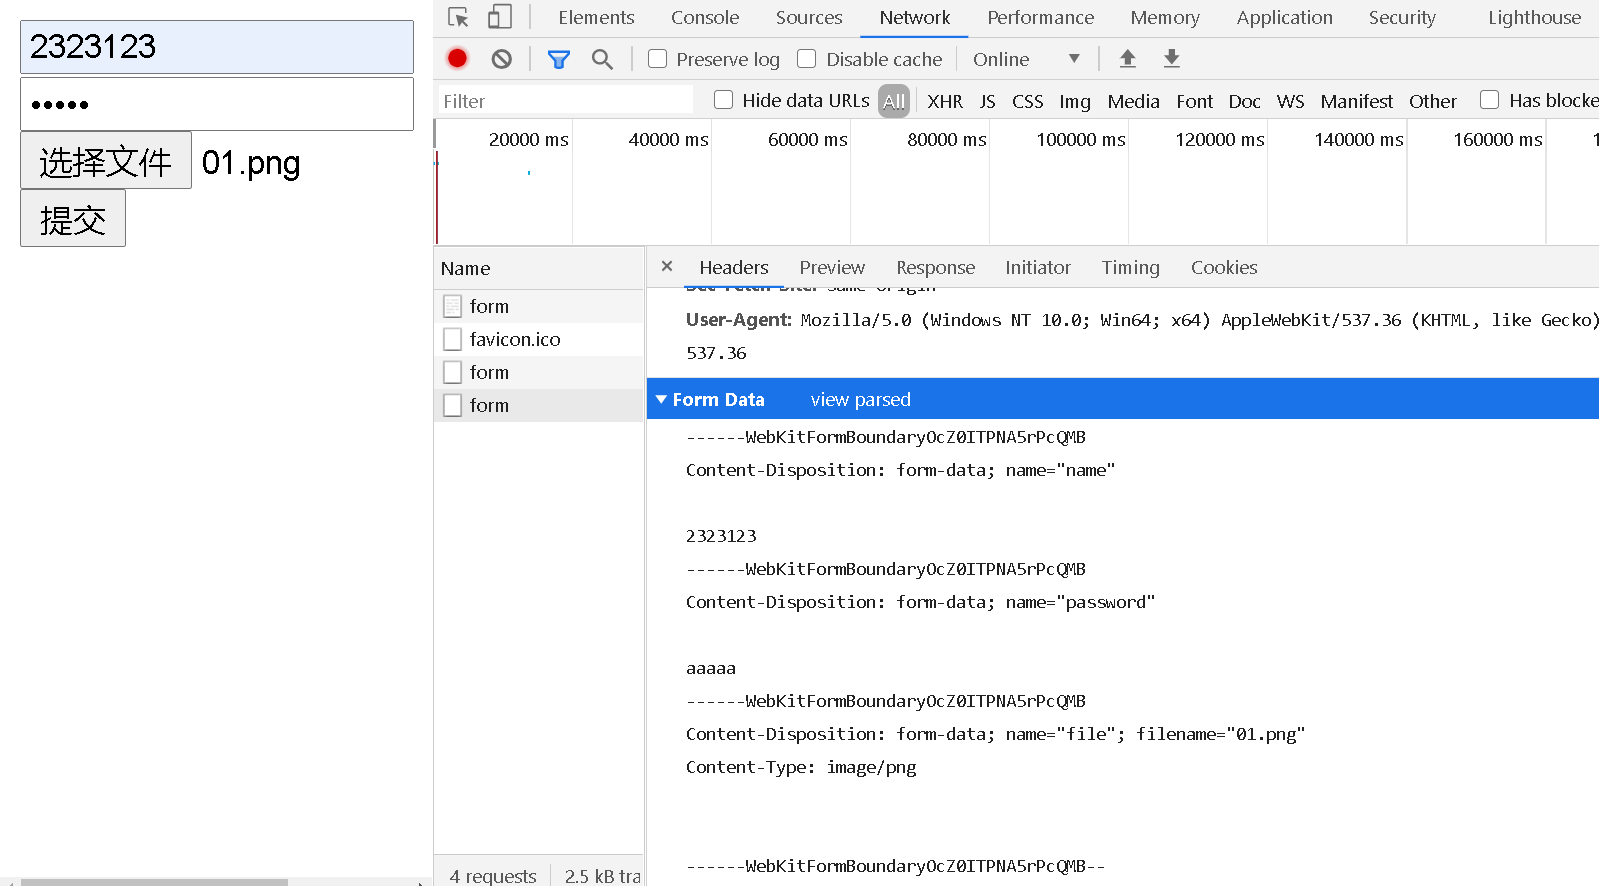 2323123
•••••
选择文件 01.png
提交
Elements Console Sources Network Performance Memory Application Security Lighthouse
Preserve log Disable cache Online
Filter Hide data URLs All XHR JS CSS Img Media Font Doc WS Manifest Other Has blocke
20000 ms 40000 ms 60000 ms 80000 ms 100000 ms 120000 ms 140000 ms 160000 ms 1
Name
form
favicon.ico
form
form
4 requests 2.5 kB tra
Headers Preview Response Initiator Timing Cookies
Sec-Fetch-Site: same-origin
User-Agent: Mozilla/5.0 (Windows NT 10.0; Win64; x64) AppleWebKit/537.36 (KHTML, like Gecko)
537.36
Form Data view parsed
------WebKitFormBoundaryOcZ0ITPNA5rPcQMB
Content-Disposition: form-data; name="name"
2323123
------WebKitFormBoundaryOcZ0ITPNA5rPcQMB
Content-Disposition: form-data; name="password"
aaaaa
------WebKitFormBoundaryOcZ0ITPNA5rPcQMB
Content-Disposition: form-data; name="file"; filename="01.png"
Content-Type: image/png
------WebKitFormBoundaryOcZ0ITPNA5rPcQMB--